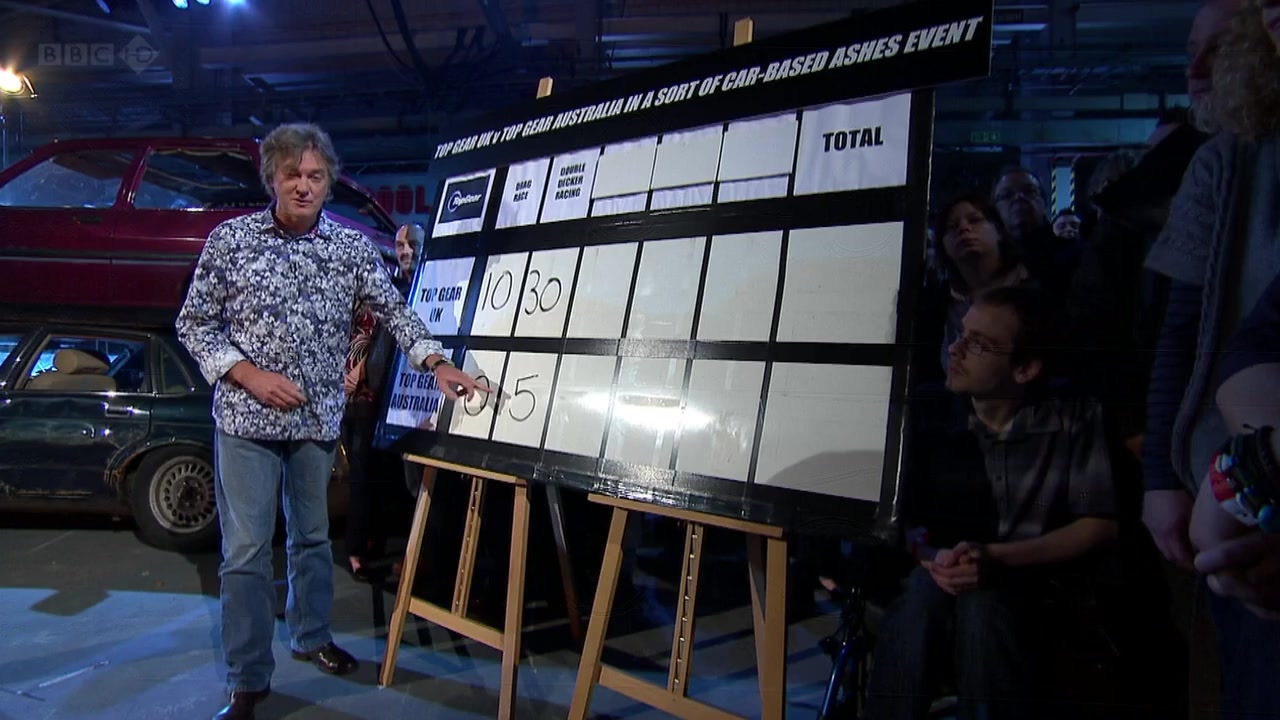 BBC HD
TOP GEAR UK v TOP GEAR AUSTRALIA IN A SORT OF CAR-BASED ASHES EVENT
TopGear
DRAG
RACE
DOUBLE
DECKER
RACING
TOTAL
TOP GEAR
UK
10
30
TOP GEAR
AUSTRALIA
0
15